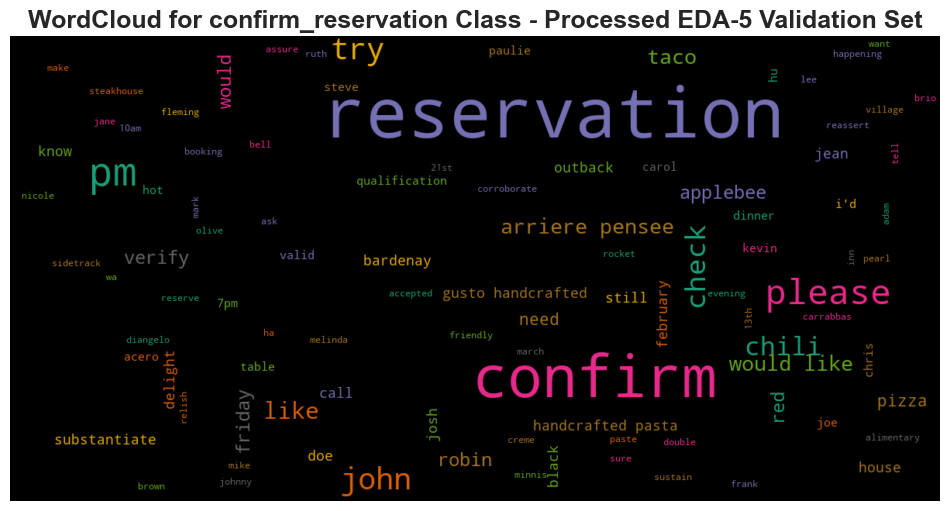 WordCloud for confirm_reservation Class - Processed EDA-5 Validation Set
make
assure
ruth
try
paulie
taco
want
happening
steakhouse
would
steve
hu
lee
brio
jane
10am
fleming
reservation
village
reassert
know
booking
bell
jean
tell
pm
hot
21st
outback
carol
qualification
corroborate
applebee
nicole
mark
i'd
adam
olive
ask
arriere pensee
dinner
check
verify
valid
bardenay
rocket
kevin
inn
pearl
sidetrack
wa
reserve
7pm
accepted
gusto handcrafted
still
evening
please
february
13th
carrabbas
diangelo
ha
melinda
friendly
need
acero
delight
table
march
chili
would like
chris
relish
call
confirm
friday
like
josh
red
pizza
handcrafted pasta
joe
substantiate
doe
creme
paste
double
alimentary
mike
robin
black
sure
house
brown
johnny
john
minnis
sustain
frank